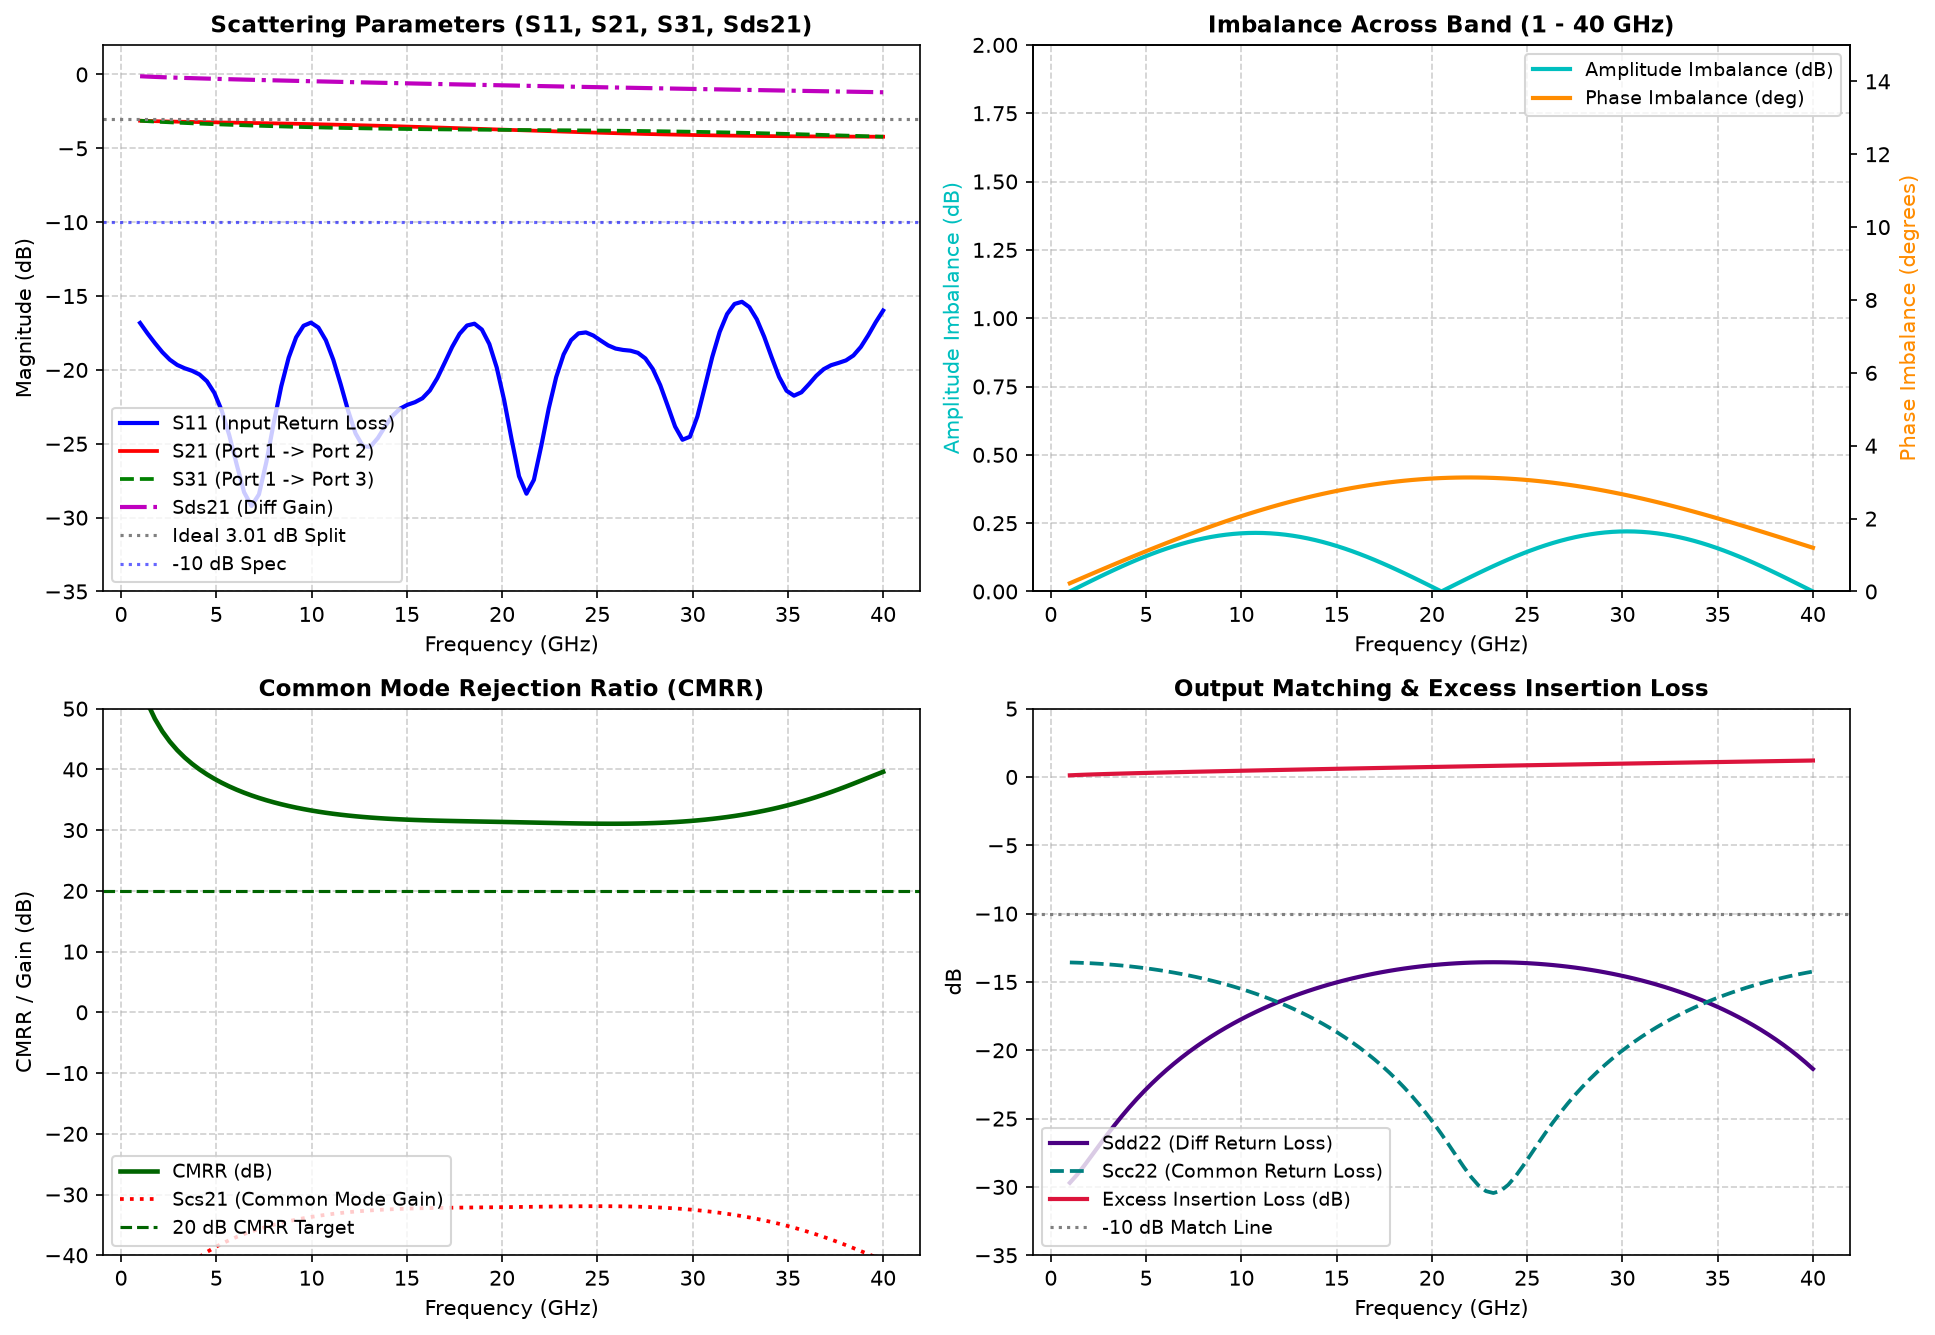 Scattering Parameters (S11, S21, S31, Sds21)
Magnitude (dB)
0
−5
−10
−15
−20
−25
−30
−35
S11 (Input Return Loss)
S21 (Port 1 -> Port 2)
S31 (Port 1 -> Port 3)
Sds21 (Diff Gain)
Ideal 3.01 dB Split
-10 dB Spec
0 5 10 15 20 25 30 35 40
Frequency (GHz)
Imbalance Across Band (1 - 40 GHz)
Amplitude Imbalance (dB)
2.00
1.75
1.50
1.25
1.00
0.75
0.50
0.25
0.00
Amplitude Imbalance (dB)
Phase Imbalance (deg)
14
12
10
8
6
4
2
0
Phase Imbalance (degrees)
0 5 10 15 20 25 30 35 40
Frequency (GHz)
Common Mode Rejection Ratio (CMRR)
CMRR / Gain (dB)
50
40
30
20
10
0
−10
−20
−30
−40
CMRR (dB)
Scs21 (Common Mode Gain)
20 dB CMRR Target
0 5 10 15 20 25 30 35 40
Frequency (GHz)
Output Matching & Excess Insertion Loss
dB
5
0
−5
−10
−15
−20
−25
−30
−35
Sdd22 (Diff Return Loss)
Scc22 (Common Return Loss)
Excess Insertion Loss (dB)
-10 dB Match Line
0 5 10 15 20 25 30 35 40
Frequency (GHz)